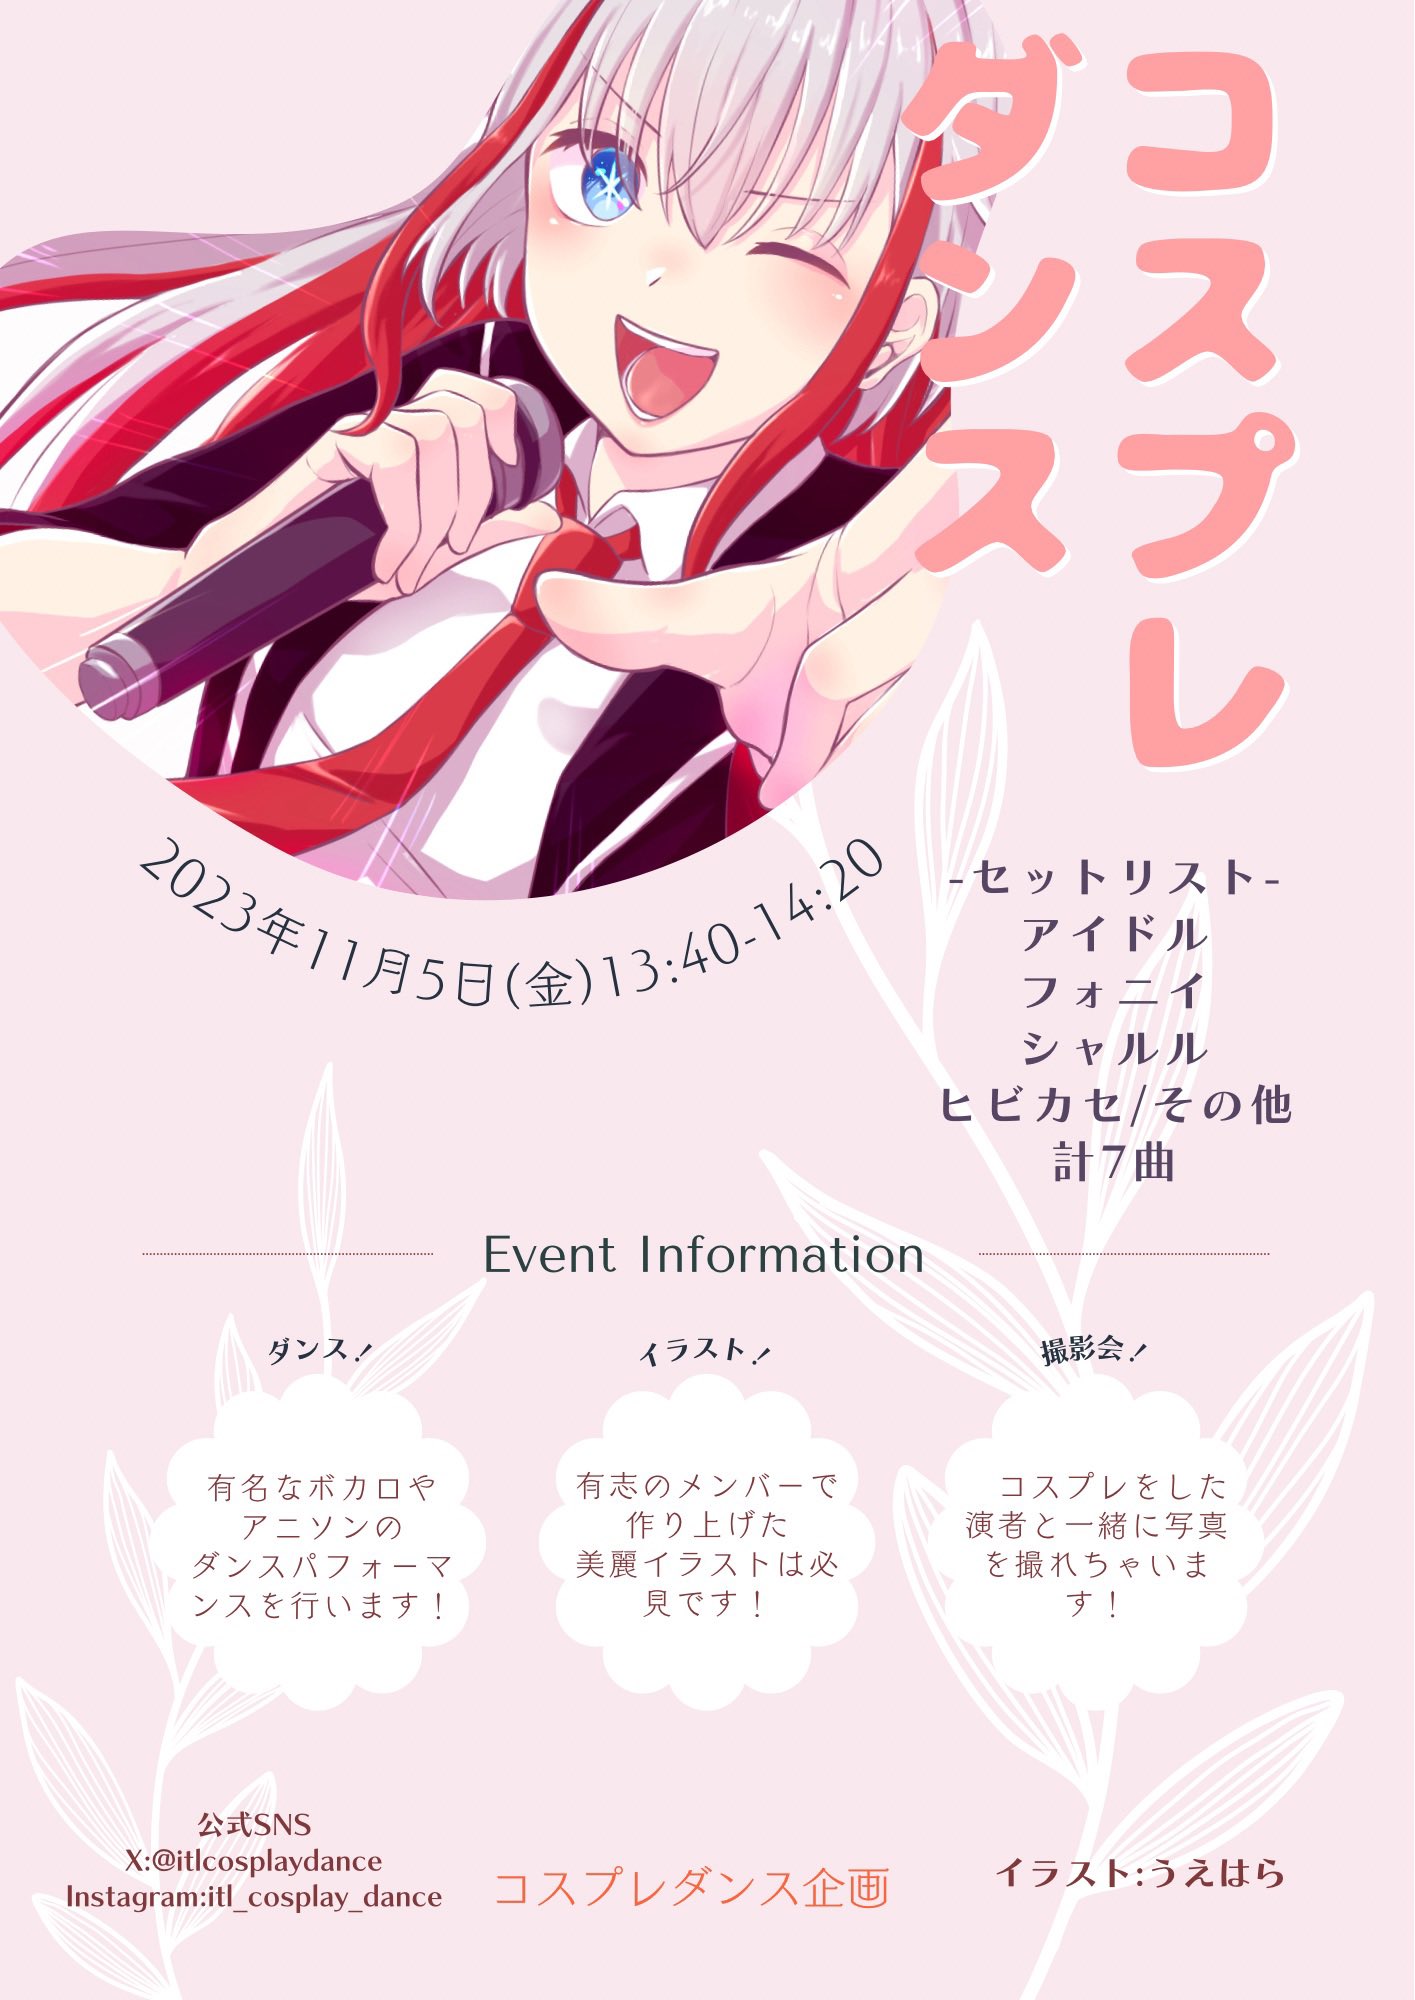 コスプレ
ダンス
2023年11月5日(金)13:40-14:20
-セットリスト-
アイドル
フォニイ
シャルル
ヒビカセ/その他
計7曲
Event Information
ダンス!
有名なボカロや
アニソンの
ダンスパフォーマ
ンスを行います!
イラスト!
有志のメンバーで
作り上げた
美麗イラストは必
見です!
撮影会!
コスプレをした
演者と一緒に写真
を撮れちゃいま
す!
公式SNS
X:@itlcosplaydance
Instagram:itl_cosplay_dance
コスプレダンス企画
イラスト:うえはら